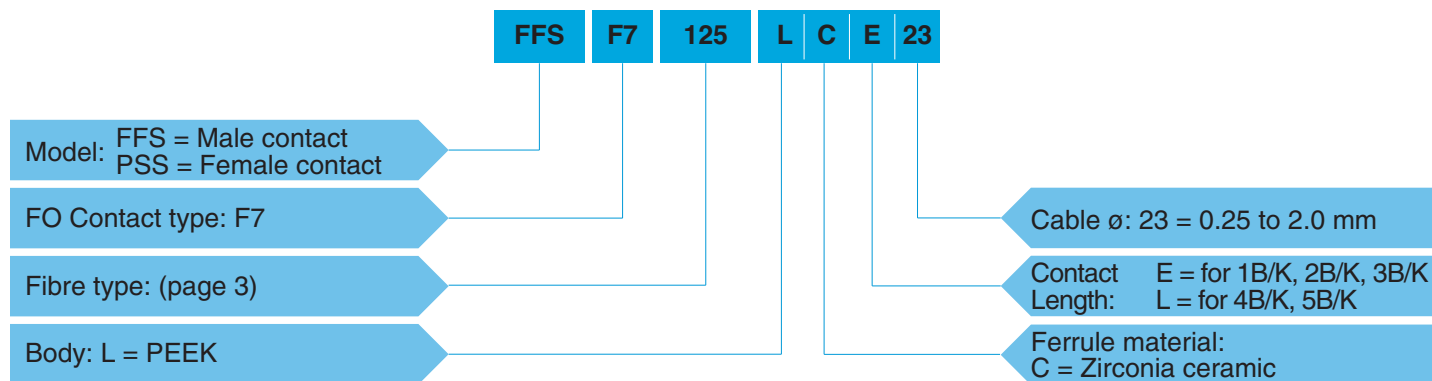 FFS F7 125 L C E 23
Model: FFS = Male contact
PSS = Female contact
FO Contact type: F7
Fibre type: (page 3)
Body: L = PEEK
Cable ø: 23 = 0.25 to 2.0 mm
Contact E = for 1B/K, 2B/K, 3B/K
Length: L = for 4B/K, 5B/K
Ferrule material:
C = Zirconia ceramic